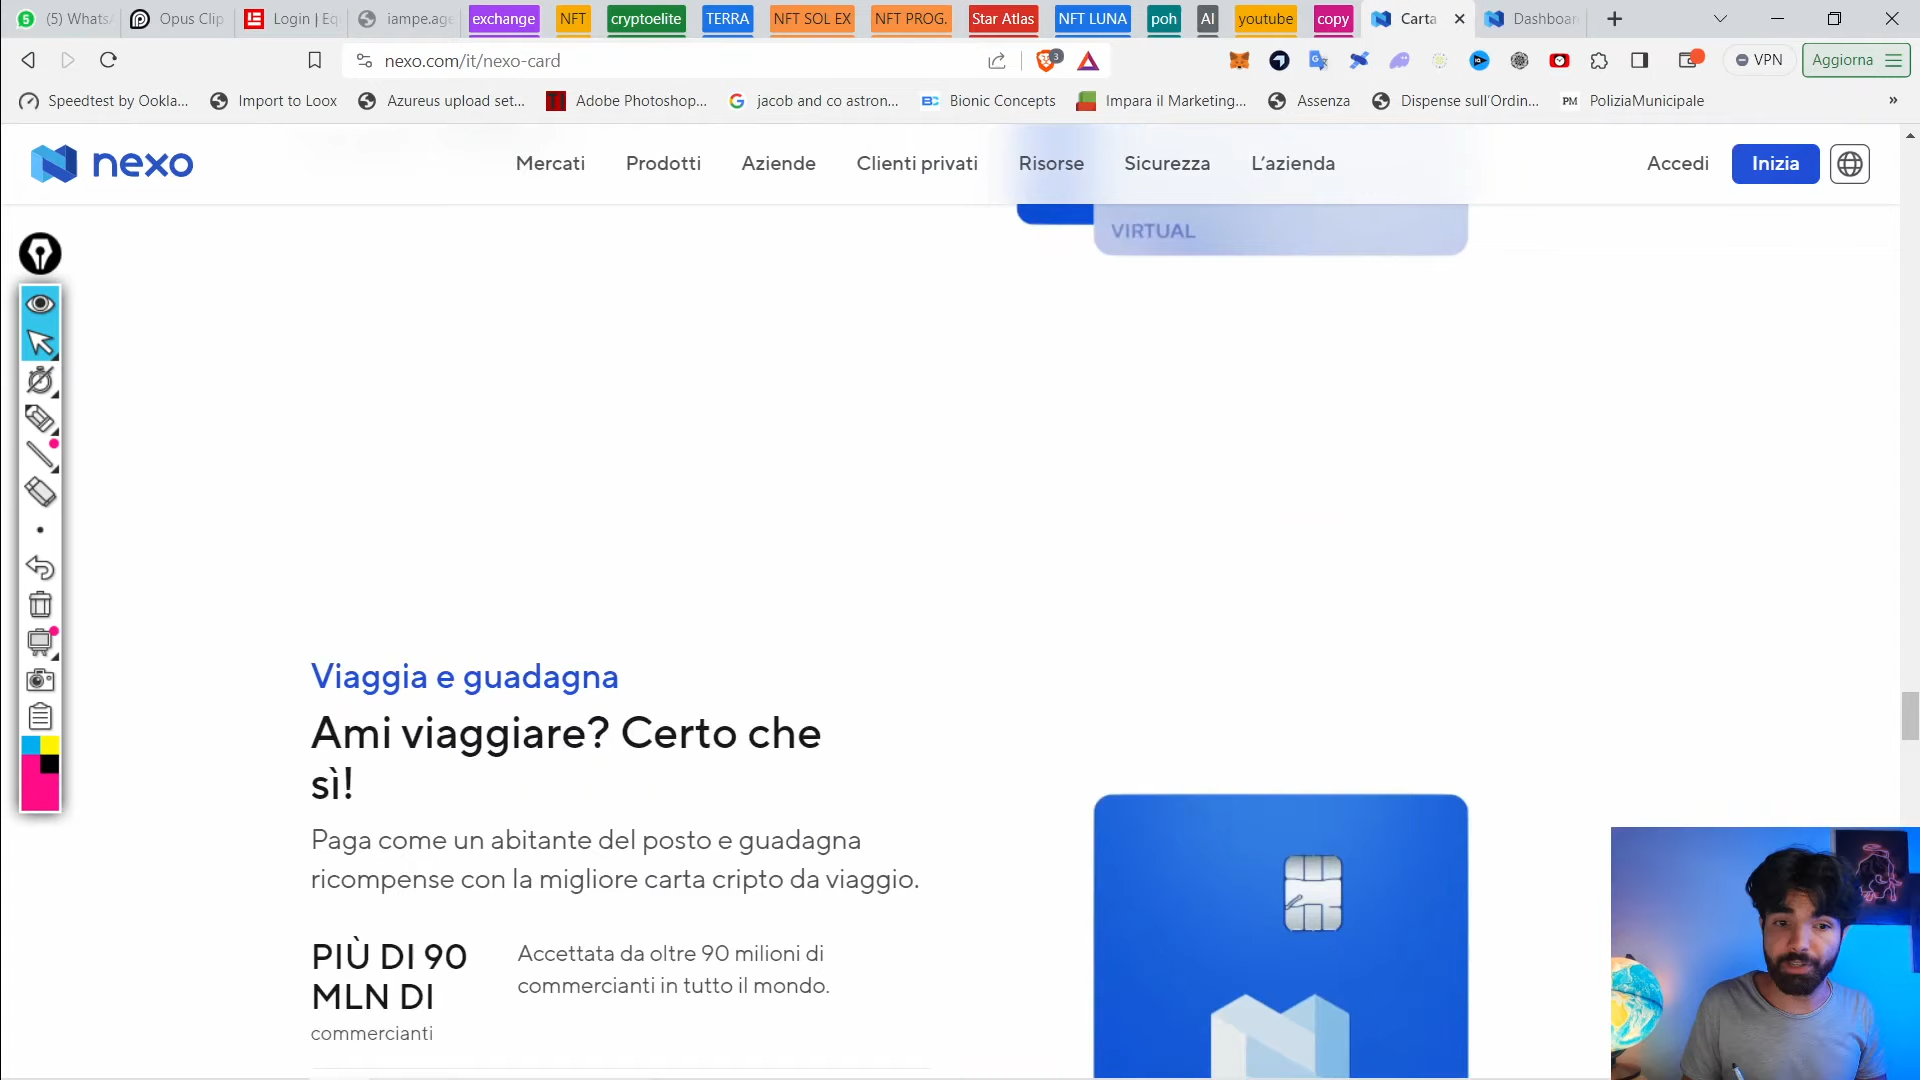 (5) Whats
Opus Clip
Login | Eq
iampe.age
exchange
NFT
cryptoelite
TERRA
NFT SOL EX
NFT PROG.
Star Atlas
NFT LUNA
poh
AI
youtube
copy
Carta
Dashboar
nexo.com/it/nexo-card
3
VPN
Aggiorna
Speedtest by Ookla...
Import to Loox
Azureus upload set...
Adobe Photoshop...
jacob and co astron...
Bionic Concepts
Impara il Marketing...
Assenza
Dispense sull'Ordin...
PM PoliziaMunicipale
»
nexo
Mercati
Prodotti
Aziende
Clienti privati
Risorse
Sicurezza
L'azienda
Accedi
Inizia
VIRTUAL
Viaggia e guadagna
Ami viaggiare? Certo che
sì!
Paga come un abitante del posto e guadagna
ricompense con la migliore carta cripto da viaggio.
PIÙ DI 90
MLN DI
commercianti
Accettata da oltre 90 milioni di
commercianti in tutto il mondo.